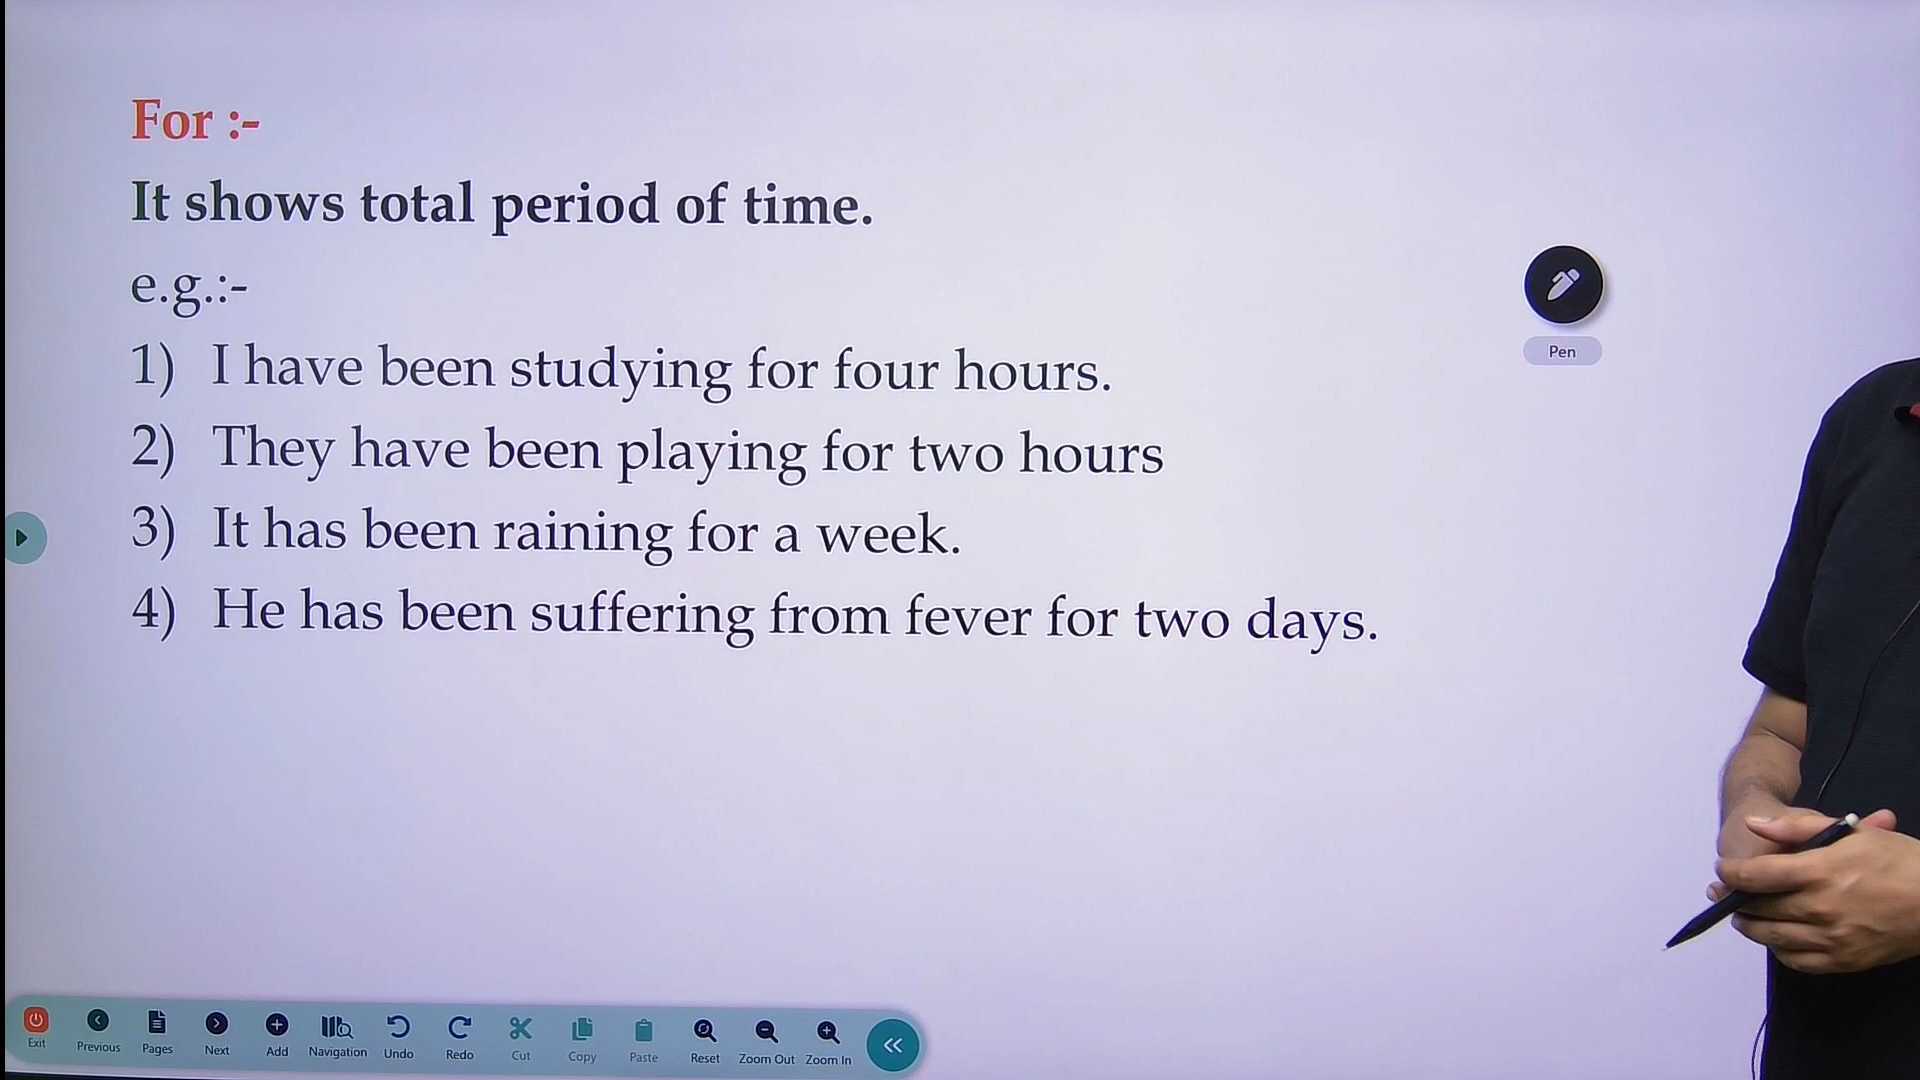 For :-
It shows total period of time.
e.g.:-
1) I have been studying for four hours.
2) They have been playing for two hours
3) It has been raining for a week.
4) He has been suffering from fever for two days.
Pen
Exit Previous Pages Next Add Navigation Undo Redo Cut Copy Paste Reset Zoom Out Zoom In